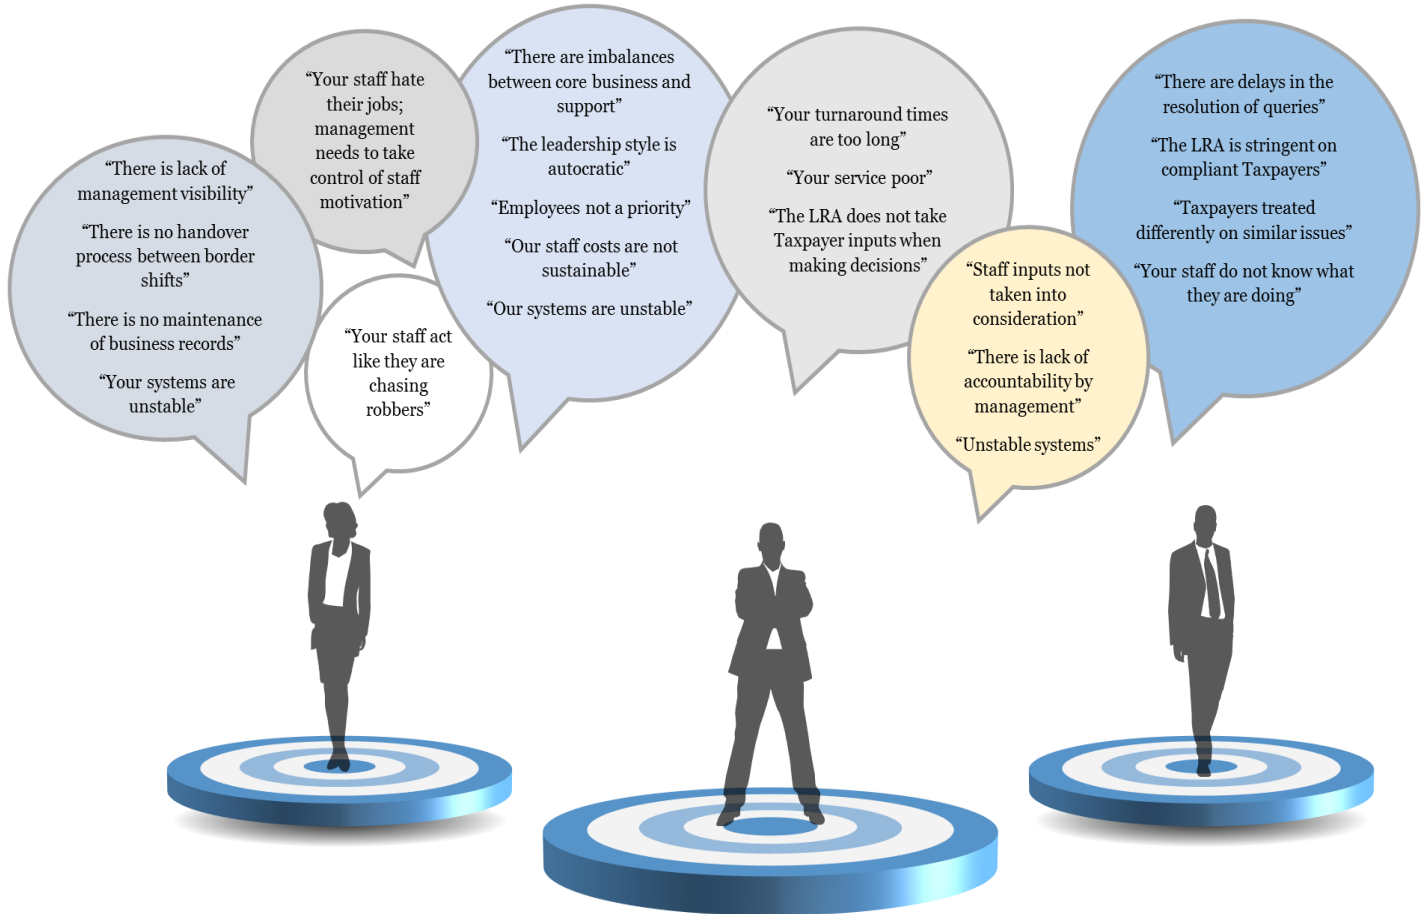 “There is lack of
management visibility”
“There is no handover
process between border
shifts”
“There is no maintenance
of business records”
“Your systems are
unstable”
“Your staff hate
their jobs;
management
needs to take
control of staff
motivation”
“Your staff act
like they are
chasing
robbers”
“There are imbalances
between core business and
support”
“The leadership style is
autocratic”
“Employees not a priority”
“Our staff costs are not
sustainable”
“Our systems are unstable”
“Your turnaround times
are too long”
“Your service poor”
“The LRA does not take
Taxpayer inputs when
making decisions”
“Staff inputs not
taken into
consideration”
“There is lack of
accountability by
management”
“Unstable systems”
“There are delays in the
resolution of queries”
“The LRA is stringent on
compliant Taxpayers”
“Taxpayers treated
differently on similar issues”
“Your staff do not know what
they are doing”